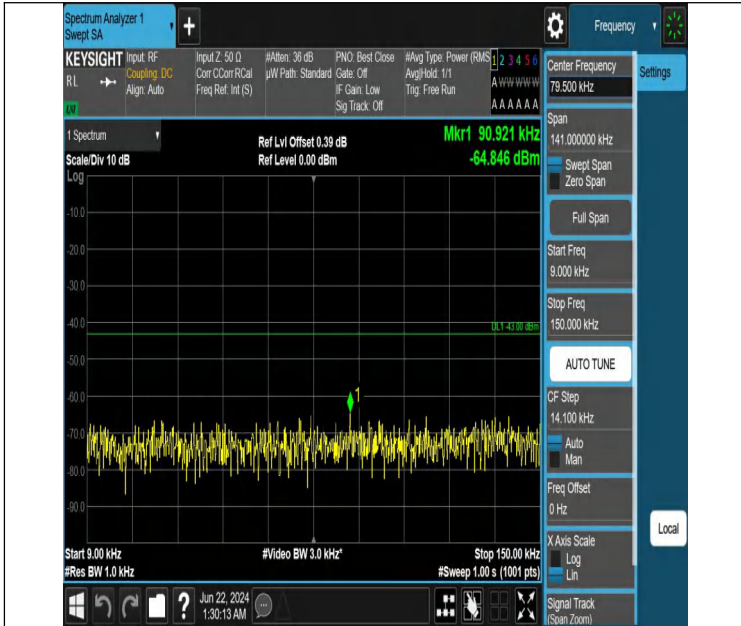 Spectrum Analyzer 1
Swept SA
+
Frequency
KEYSIGHT
RL
Input: RF
Coupling: DC
Align: Auto
Input Z: 50 Ω
Corr CCorr RCal
Freq Ref: Int (S)
#Atten: 36 dB
µW Path: Standard
PNO: Best Close
Gate: Off
IF Gain: Low
Sig Track: Off
#Avg Type: Power (RMS
Avg|Hold: 1/1
Trig: Free Run
1 2 3 4 5 6
A W W W W W
A A A A A A
1 Spectrum
Scale/Div 10 dB
Log
Ref Lvl Offset 0.39 dB
Ref Level 0.00 dBm
Mkr1 90.921 kHz
-64.846 dBm
-10.0
-20.0
-30.0
-40.0
-50.0
-60.0
-70.0
-80.0
-90.0
DL1 -43.00 dBm
1
Start 9.00 kHz
#Res BW 1.0 kHz
#Video BW 3.0 kHz*
Stop 150.00 kHz
#Sweep 1.00 s (1001 pts)
Center Frequency
79.500 kHz
Span
141.000000 kHz
Swept Span
Zero Span
Full Span
Start Freq
9.000 kHz
Stop Freq
150.000 kHz
AUTO TUNE
CF Step
14.100 kHz
Auto
Man
Freq Offset
0 Hz
X Axis Scale
Log
Lin
Signal Track
(Span Zoom)
Settings
Local
?
Jun 22, 2024
1:30:13 AM